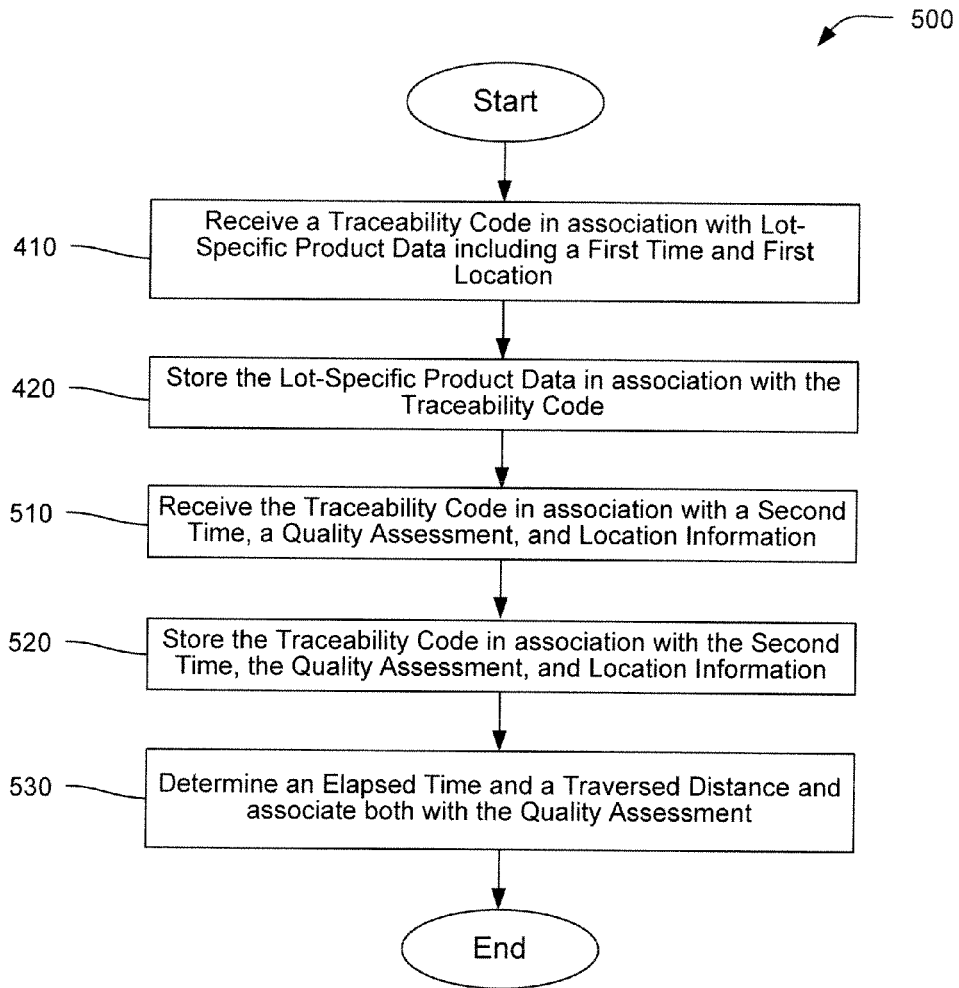 500
Start
410
Receive a Traceability Code in association with Lot-
Specific Product Data including a First Time and First
Location
420
Store the Lot-Specific Product Data in association with the
Traceability Code
510
Receive the Traceability Code in association with a Second
Time, a Quality Assessment, and Location Information
520
Store the Traceability Code in association with the Second
Time, the Quality Assessment, and Location Information
530
Determine an Elapsed Time and a Traversed Distance and
associate both with the Quality Assessment
End